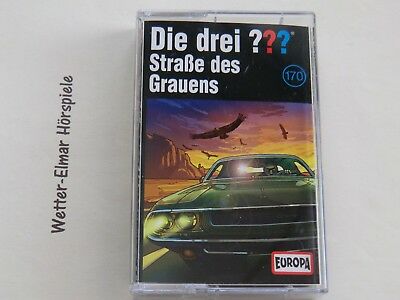 Die drei ???®
Straße des
Grauens
170
EUROPA
Wetter-Elmar Hörspiele